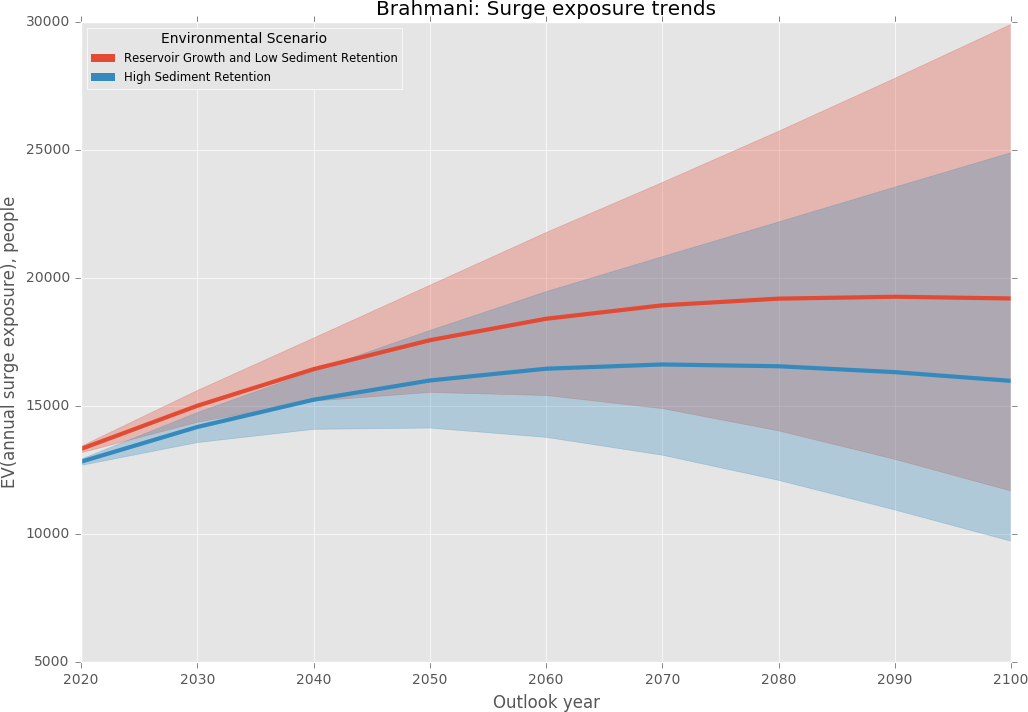 Brahmani: Surge exposure trends
Environmental Scenario
Reservoir Growth and Low Sediment Retention
High Sediment Retention
EV(annual surge exposure), people
30000
25000
20000
15000
10000
5000
2020 2030 2040 2050 2060 2070 2080 2090 2100
Outlook year